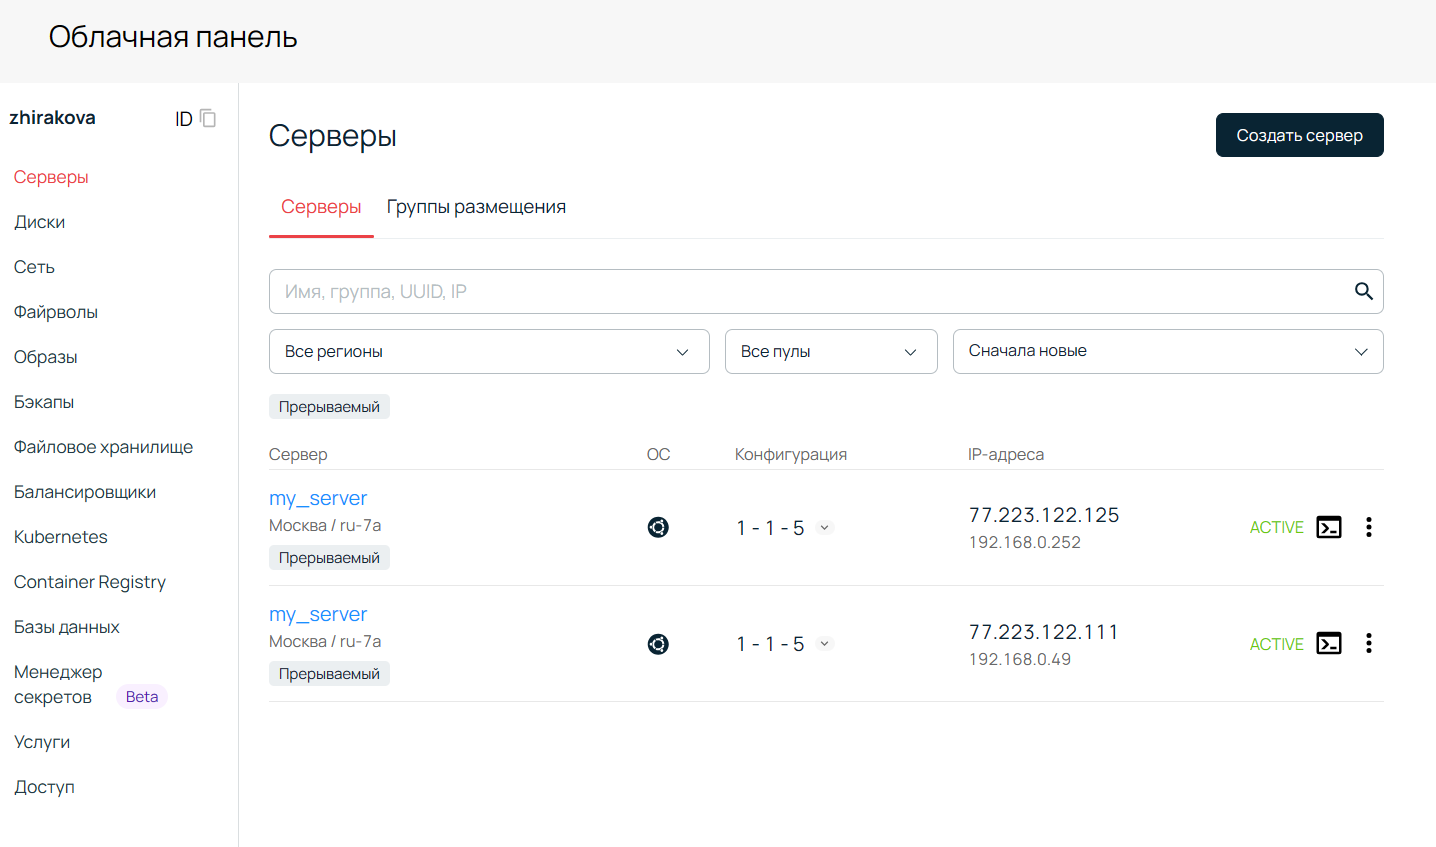 Облачная панель
zhirakova ID
Серверы
Диски
Сеть
Файрволы
Образы
Бэкапы
Файловое хранилище
Балансировщики
Kubernetes
Container Registry
Базы данных
Менеджер
секретов Beta
Услуги
Доступ
Серверы
Создать сервер
Серверы Группы размещения
Имя, группа, UUID, IP
Все регионы Все пулы Сначала новые
Прерываемый
Сервер ОС Конфигурация IP-адреса
my_server
Москва / ru-7a
Прерываемый
1 - 1 - 5
77.223.122.125
192.168.0.252
ACTIVE
my_server
Москва / ru-7a
Прерываемый
1 - 1 - 5
77.223.122.111
192.168.0.49
ACTIVE